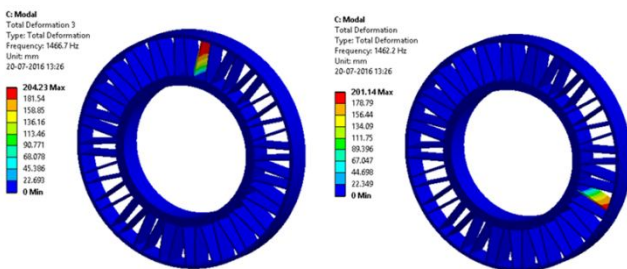 C: Modal
Total Deformation 3
Type: Total Deformation
Frequency: 1466.7 Hz
Unit: mm
20-07-2016 13:26
204.23 Max
181.54
158.85
136.16
113.46
90.771
68.078
45.386
22.693
0 Min
C: Modal
Total Deformation
Type: Total Deformation
Frequency: 1462.2 Hz
Unit: mm
20-07-2016 13:26
201.14 Max
178.79
156.44
134.09
111.75
89.396
67.047
44.698
22.349
0 Min